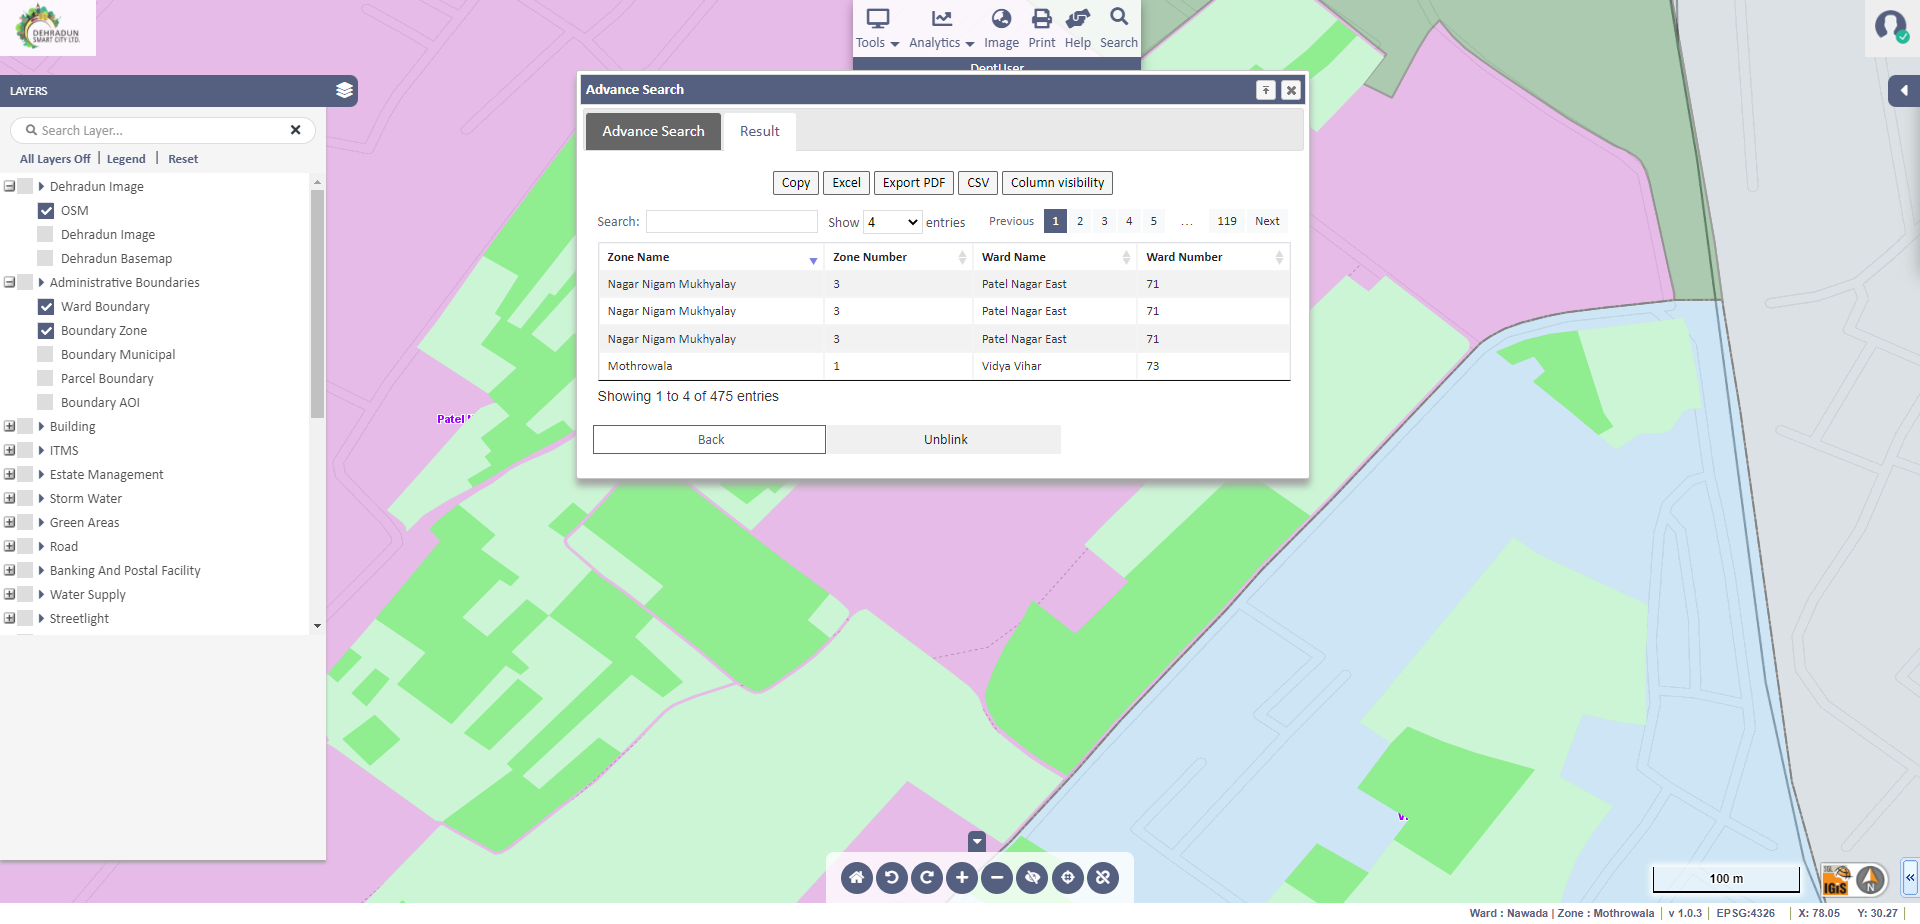 DEHRADUN
SMART CITY LTD.
Tools Analytics Image Print Help Search
DeptUser
LAYERS
Search Layer...
All Layers Off | Legend | Reset
Dehradun Image
OSM
Dehradun Image
Dehradun Basemap
Administrative Boundaries
Ward Boundary
Boundary Zone
Boundary Municipal
Parcel Boundary
Boundary AOI
Building
ITMS
Estate Management
Storm Water
Green Areas
Road
Banking And Postal Facility
Water Supply
Streetlight
Advance Search
Advance Search Result
Copy Excel Export PDF CSV Column visibility
Search: Show 4 entries Previous 1 2 3 4 5 ... 119 Next
Zone Name Zone Number Ward Name Ward Number
Nagar Nigam Mukhyalay 3 Patel Nagar East 71
Nagar Nigam Mukhyalay 3 Patel Nagar East 71
Nagar Nigam Mukhyalay 3 Patel Nagar East 71
Mothrowala 1 Vidya Vihar 73
Showing 1 to 4 of 475 entries
Back Unblink
Patel
100 m
IGiS
N
Ward : Nawada | Zone : Mothrowala | v 1.0.3 | EPSG:4326 | X: 78.05 Y: 30.27